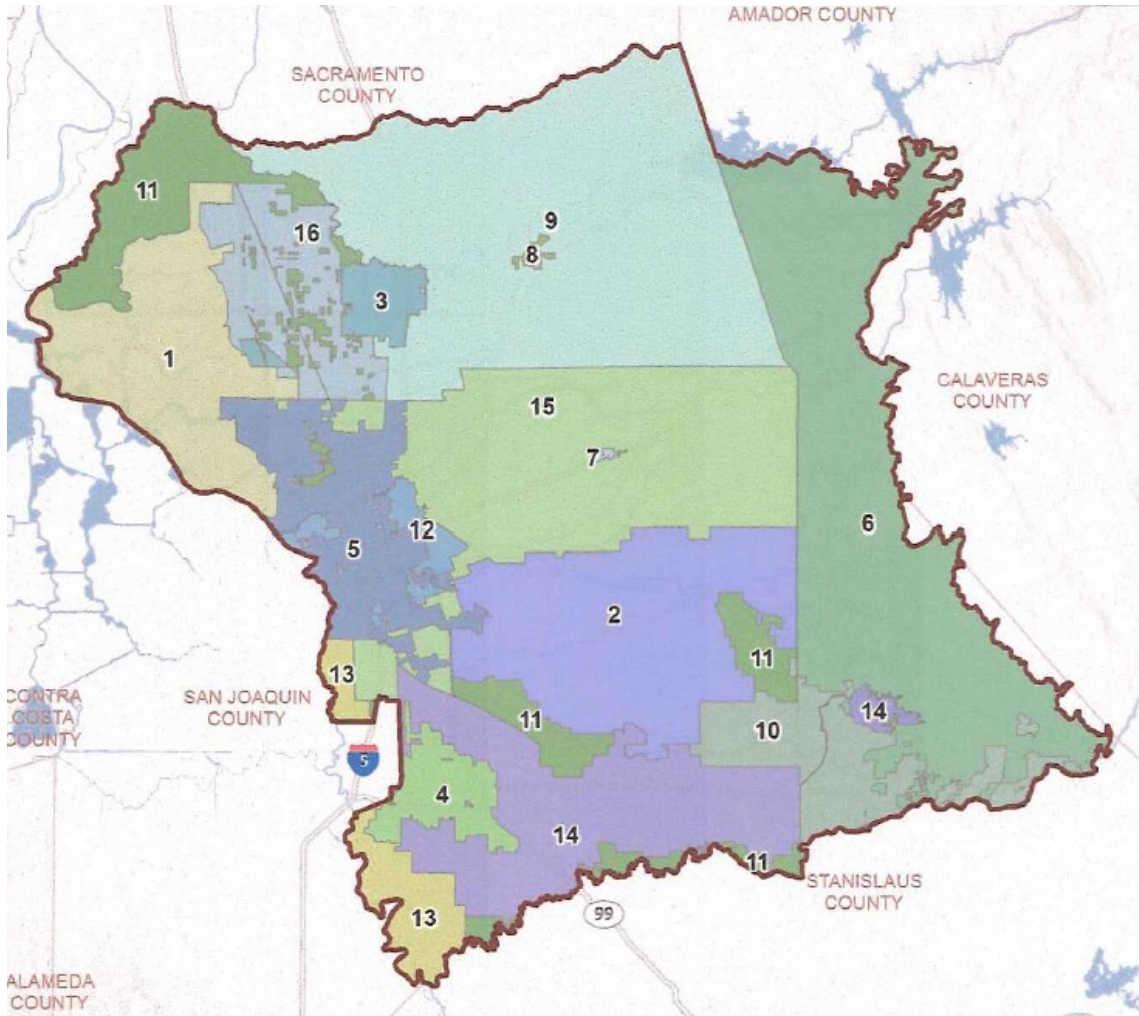 AMADOR COUNTY
SACRAMENTO
COUNTY
11
16
9
8
3
1
CALAVERAS
COUNTY
15
7
6
12
5
2
11
13
CONTRA
COSTA
COUNTY
SAN JOAQUIN
COUNTY
11
10
14
5
4
14
11
STANISLAUS
COUNTY
99
13
ALAMEDA
COUNTY